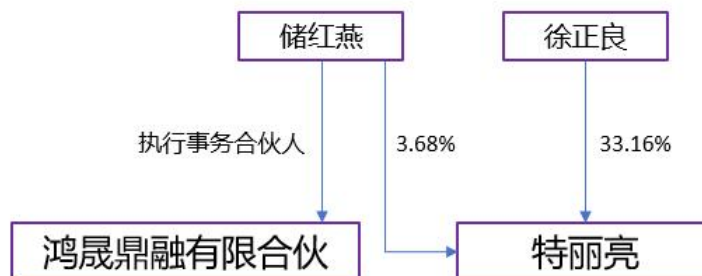 储红燕
徐正良
执行事务合伙人
3.68%
33.16%
鸿晟鼎融有限合伙
特丽亮